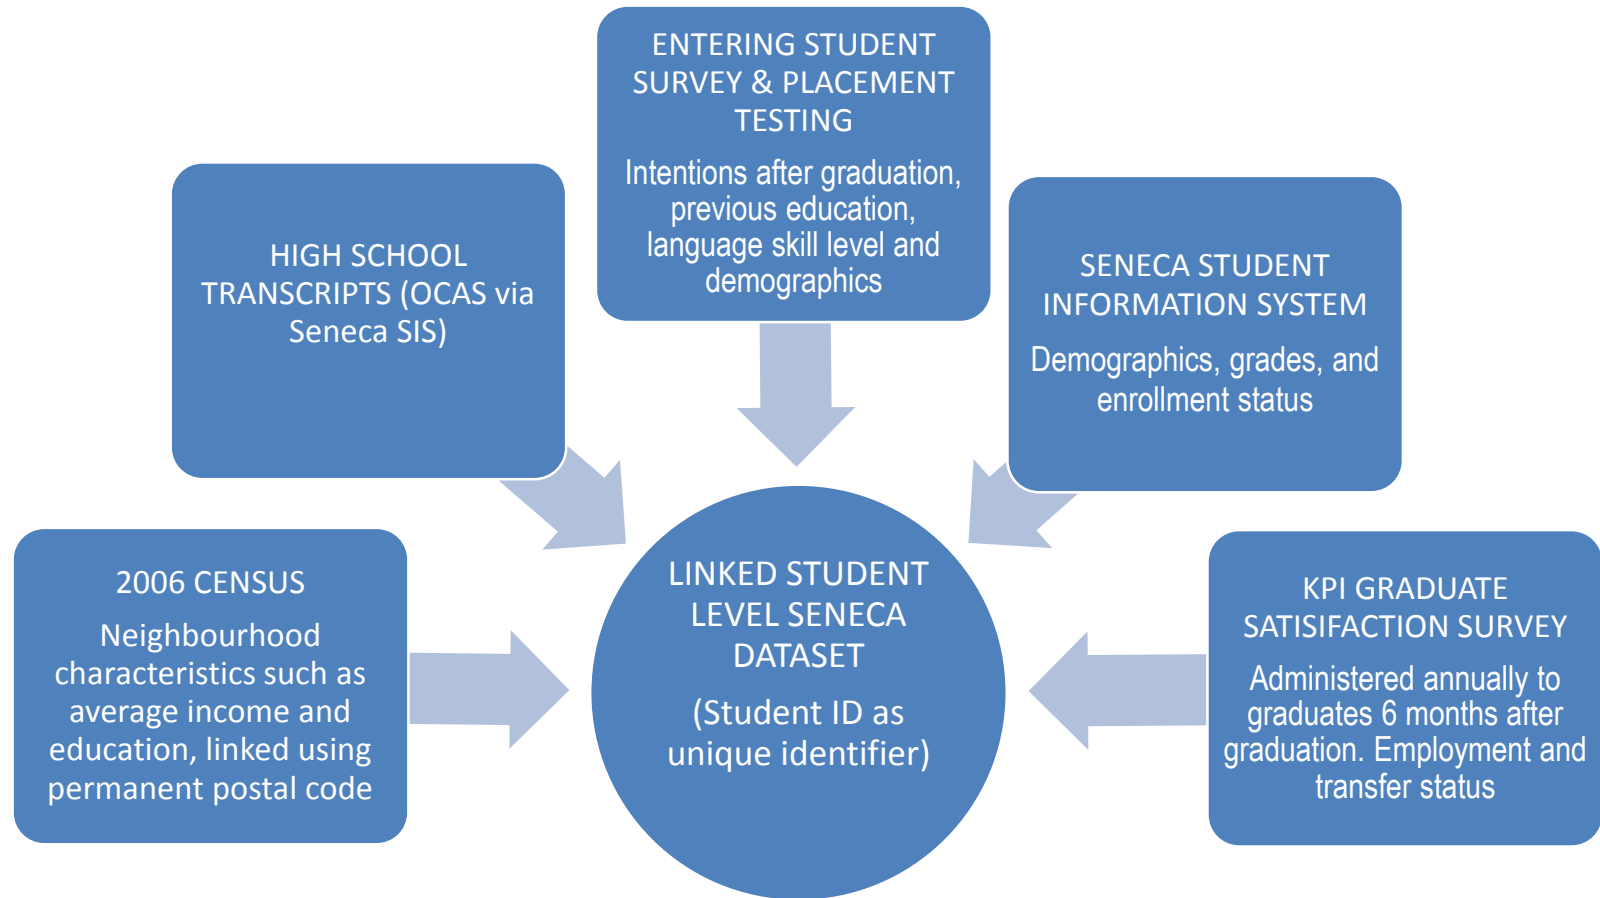 ENTERING STUDENT
SURVEY & PLACEMENT
TESTING
Intentions after graduation,
previous education,
language skill level and
demographics
HIGH SCHOOL
TRANSCRIPTS (OCAS via
Seneca SIS)
SENECA STUDENT
INFORMATION SYSTEM
Demographics, grades, and
enrollment status
2006 CENSUS
Neighbourhood
characteristics such as
average income and
education, linked using
permanent postal code
LINKED STUDENT
LEVEL SENECA
DATASET
(Student ID as
unique identifier)
KPI GRADUATE
SATISIFACTION SURVEY
Administered annually to
graduates 6 months after
graduation. Employment and
transfer status